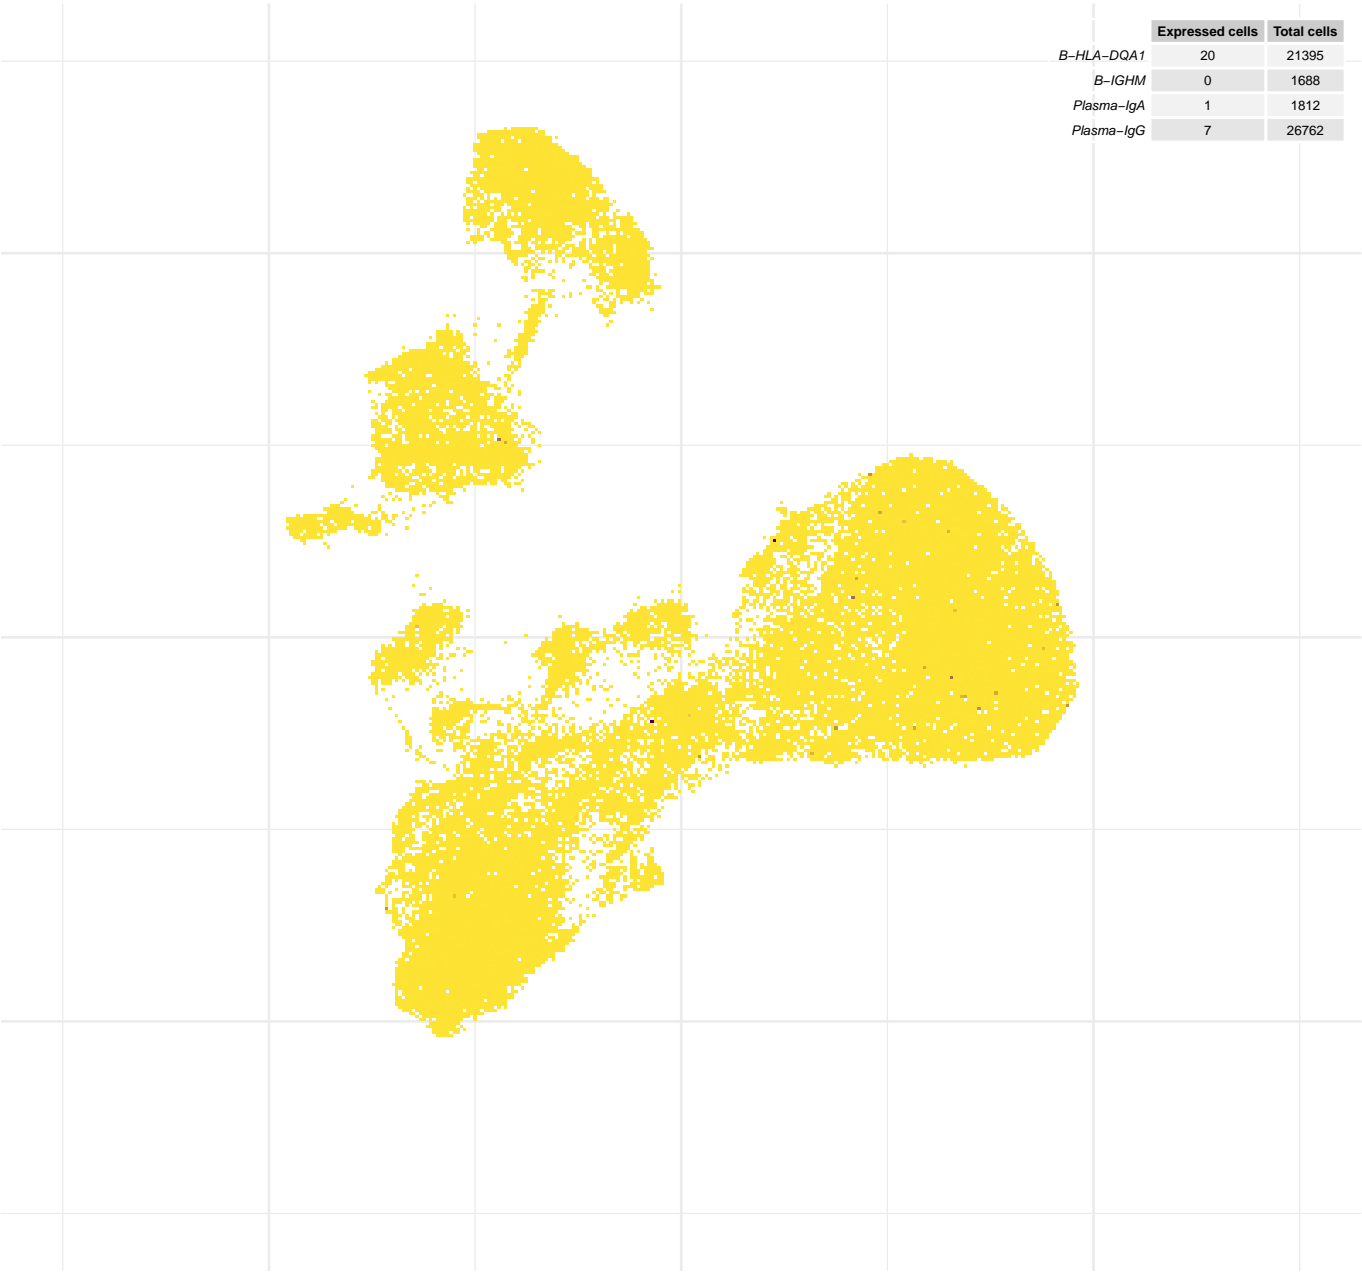 Expressed cells Total cells
B−HLA−DQA1 20 21395
B−IGHM 0 1688
Plasma−IgA 1 1812
Plasma−IgG 7 26762